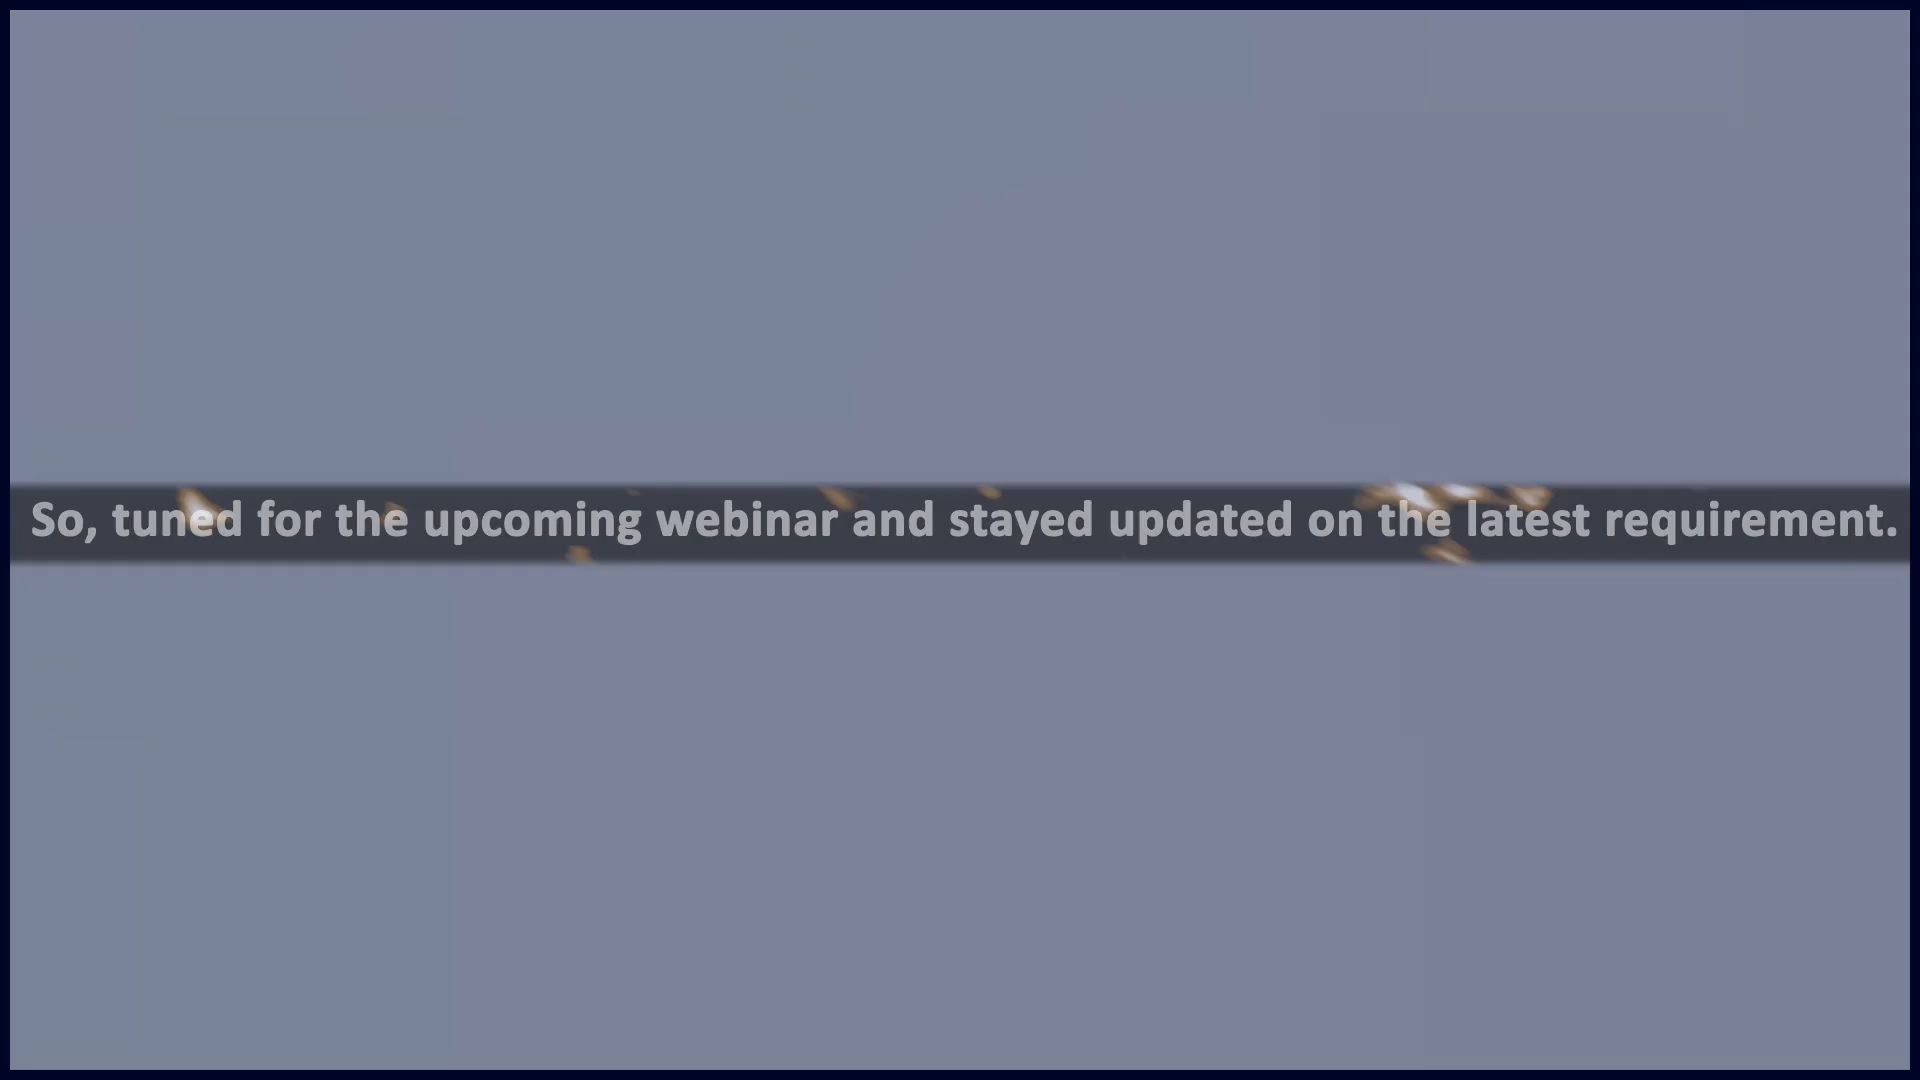 So, tuned for the upcoming webinar and stayed updated on the latest requirement.